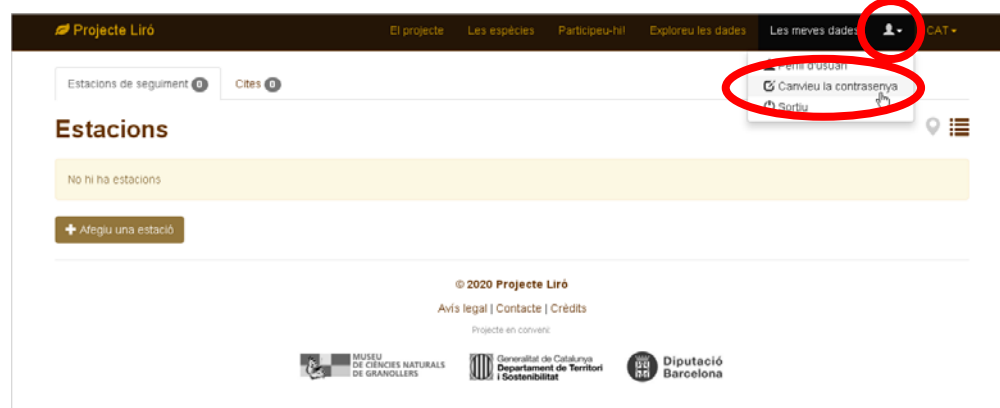 Projecte Liró
El projecte
Les espècies
Participeu-hi!
Exploreu les dades
Les meves dades
CAT
Perfil d'usuari
Canvieu la contrasenya
Sortiu
Estacions de seguiment 0
Cites 0
Estacions
No hi ha estacions
Afegiu una estació
© 2020 Projecte Liró
Avís legal | Contacte | Crèdits
Projecte en conveni:
MUSEU
DE CIÈNCIES NATURALS
DE GRANOLLERS
Generalitat de Catalunya
Departament de Territori
i Sostenibilitat
Diputació
Barcelona